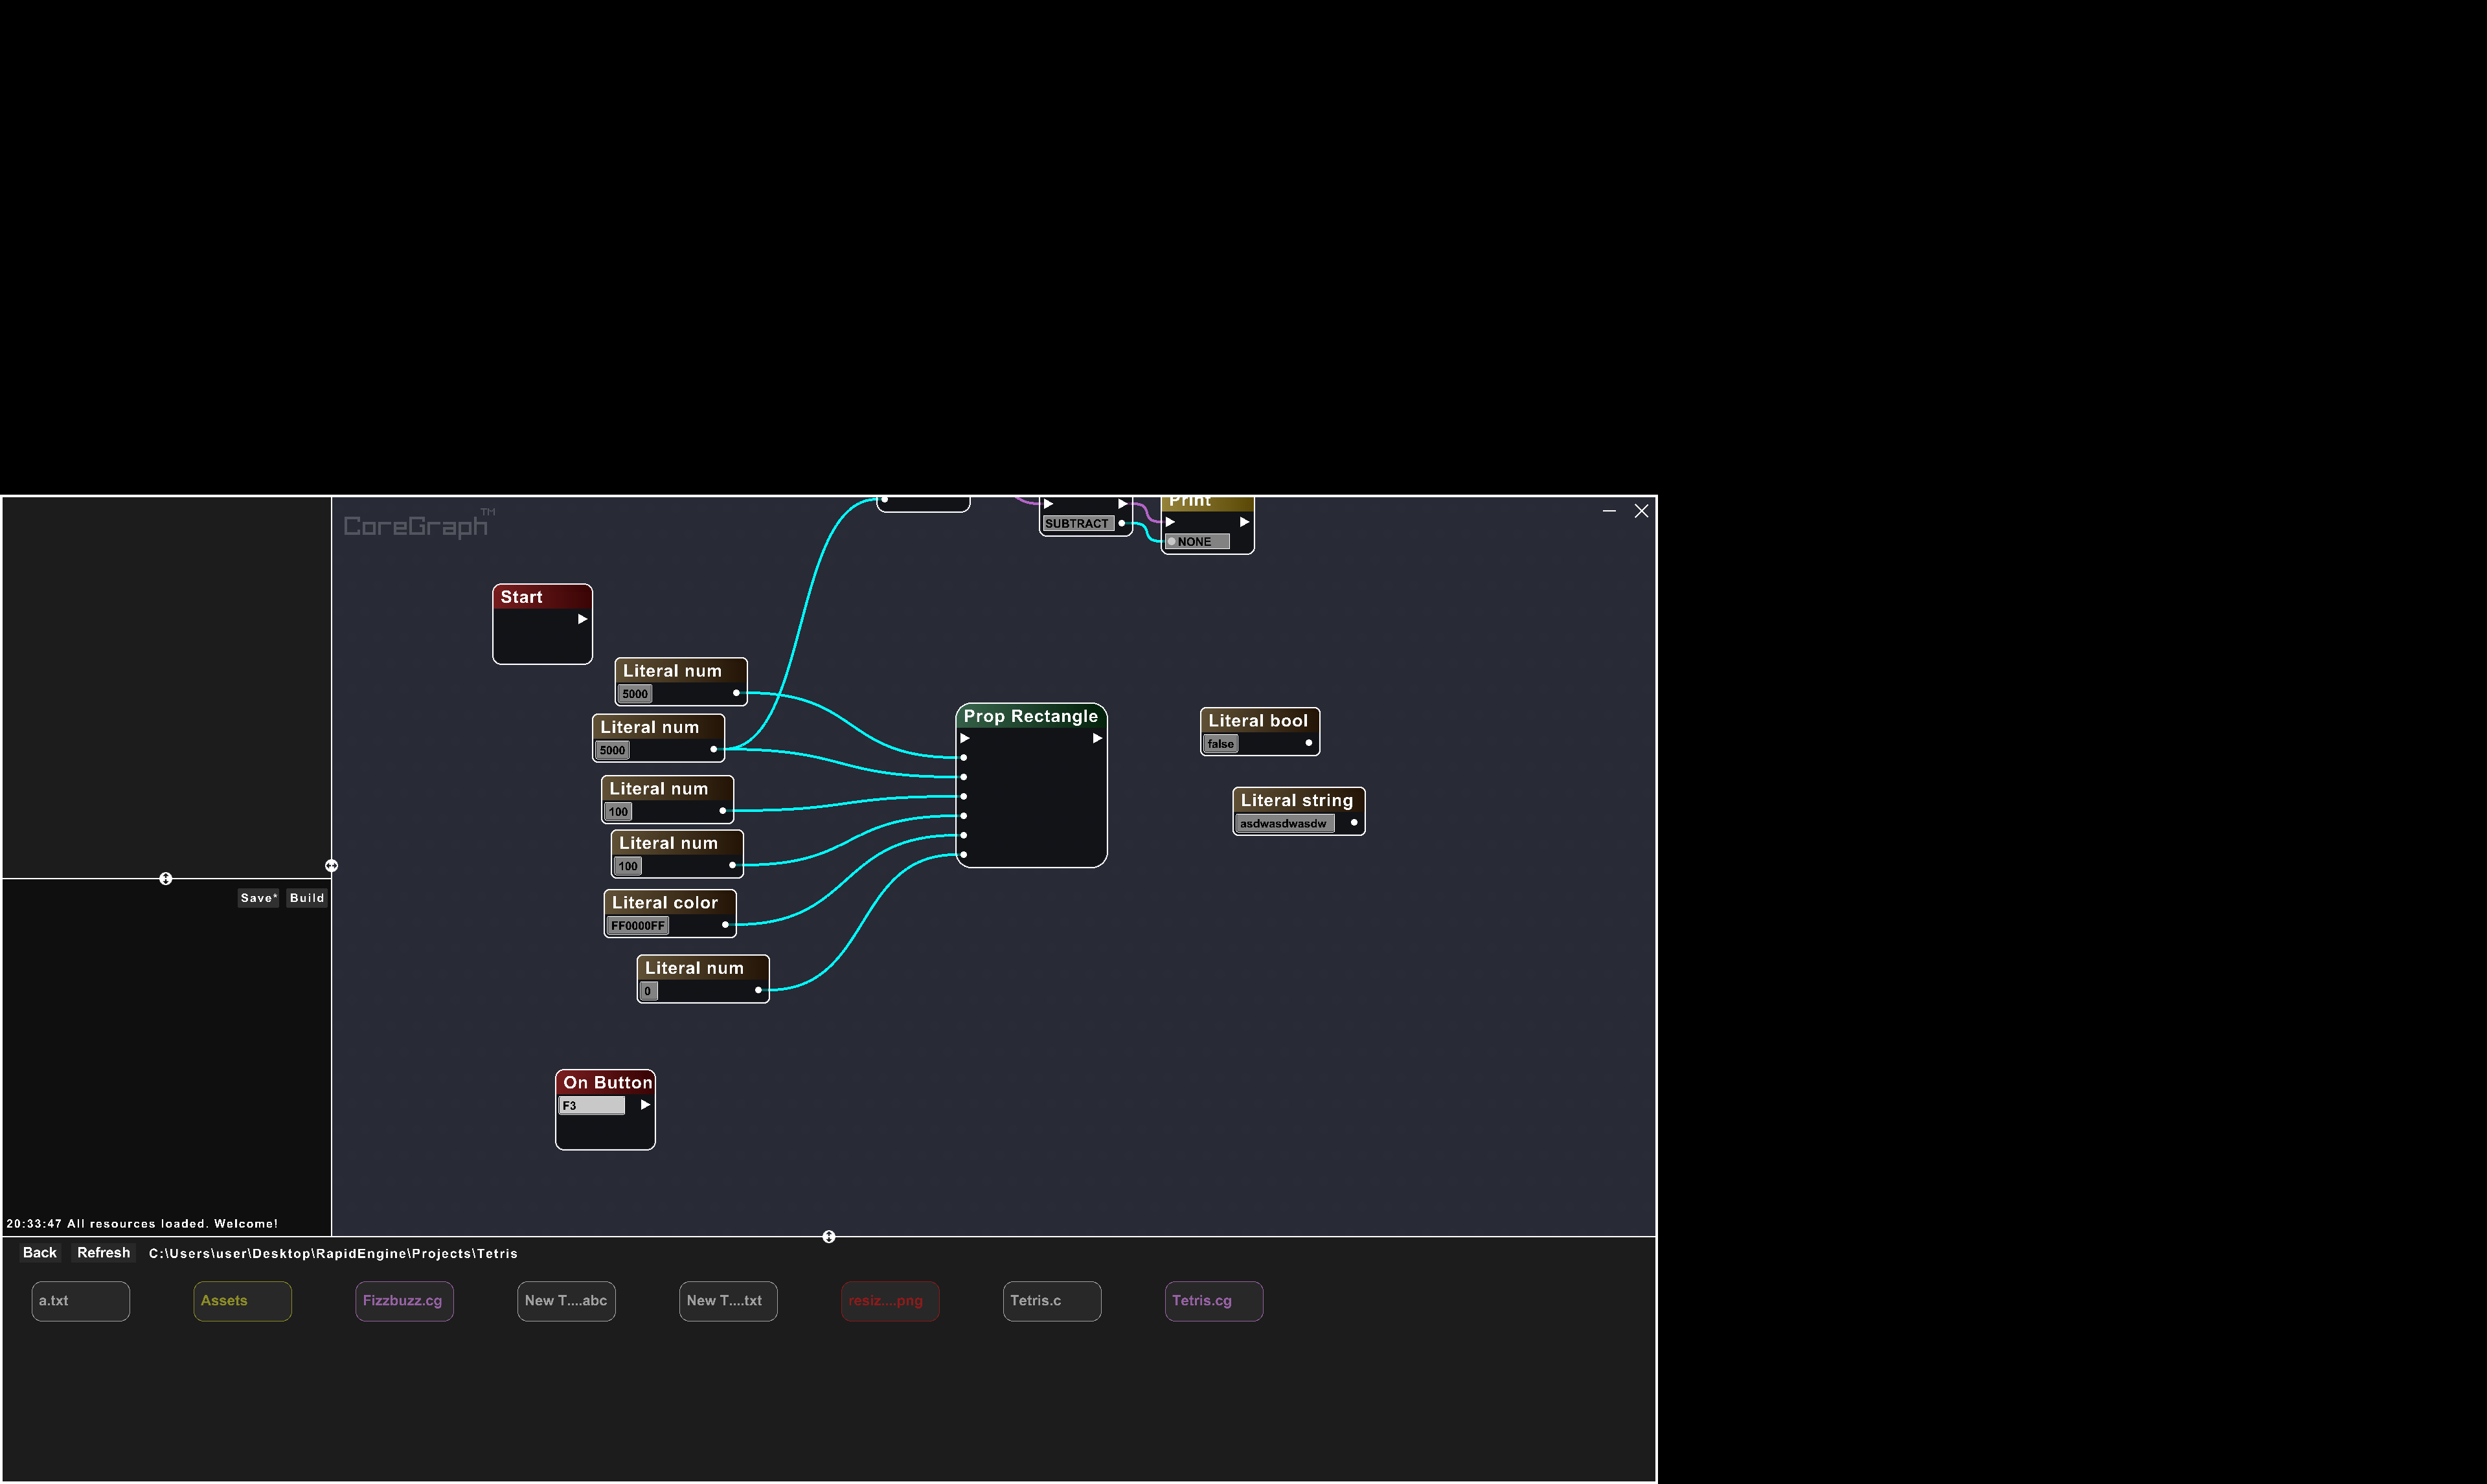 CoreGraph™
SUBTRACT
Print
NONE
Start
Literal num
5000
Literal num
5000
Literal num
100
Literal num
100
Literal color
FF0000FF
Literal num
0
Prop Rectangle
Literal bool
false
Literal string
asdwasdwasdw
On Button
F3
Save* Build
20:33:47 All resources loaded. Welcome!
Back Refresh C:\Users\user\Desktop\RapidEngine\Projects\Tetris
a.txt Assets Fizzbuzz.cg New T....abc New T....txt resiz....png Tetris.c Tetris.cg